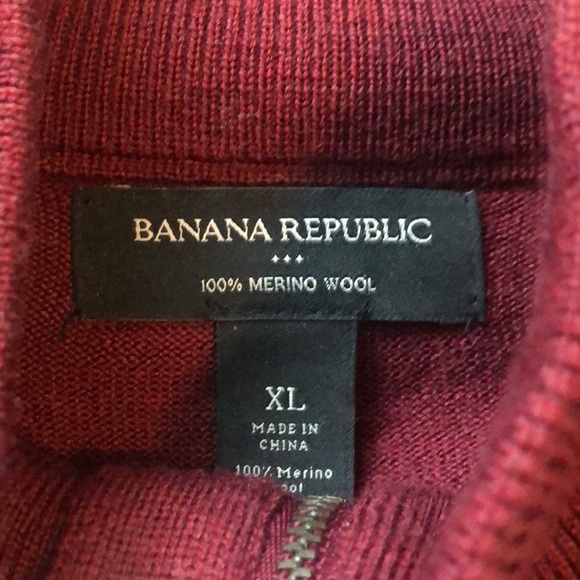 BANANA REPUBLIC
100% MERINO WOOL
XL
MADE IN
CHINA
100% Merino